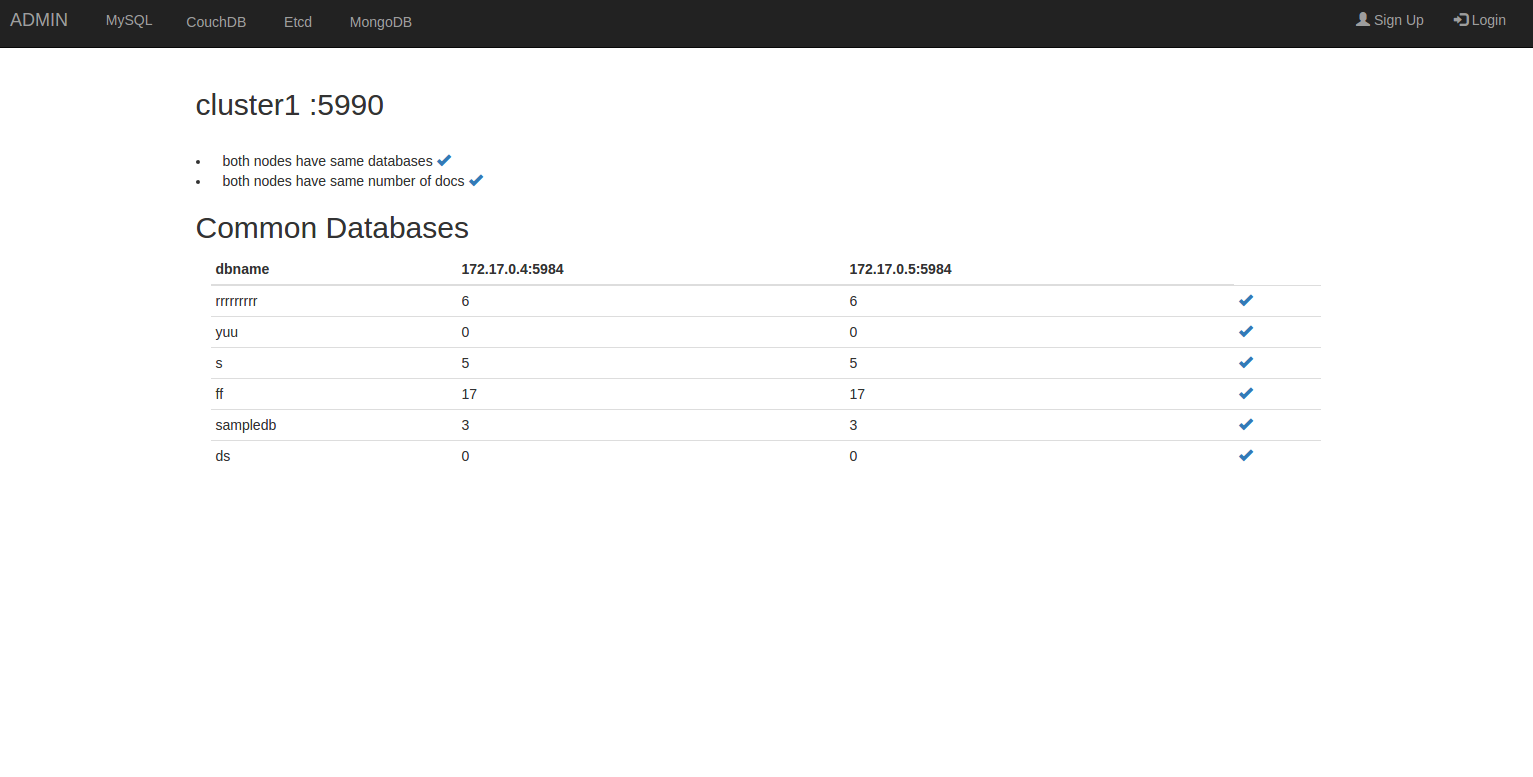 ADMIN MySQL CouchDB Etcd MongoDB Sign Up Login
cluster1 :5990
• both nodes have same databases
• both nodes have same number of docs
Common Databases
dbname 172.17.0.4:5984 172.17.0.5:5984
rrrrrrrrr 6 6
yuu 0 0
s 5 5
ff 17 17
sampledb 3 3
ds 0 0